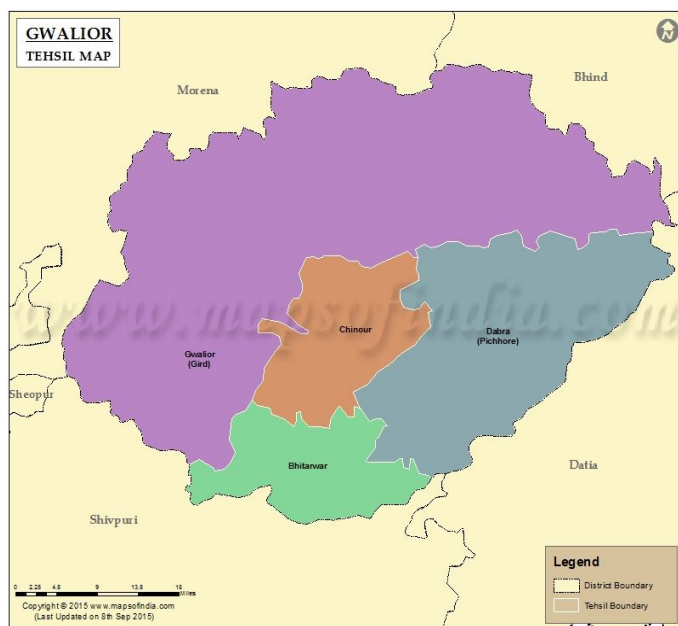 GWALIOR
TEHSIL MAP
N
Morena
Bhind
www.mapsofindia.com
Chinour
Dabra
(Pichhore)
Gwalior
(Gird)
Sheopur
Bhitarwar
Datia
Shivpuri
0 2.25 4.5 9 13.5 18
Miles
Copyright © 2015 www.mapsofindia.com
(Last Updated on 8th Sep 2015)
Legend
District Boundary
Tehsil Boundary